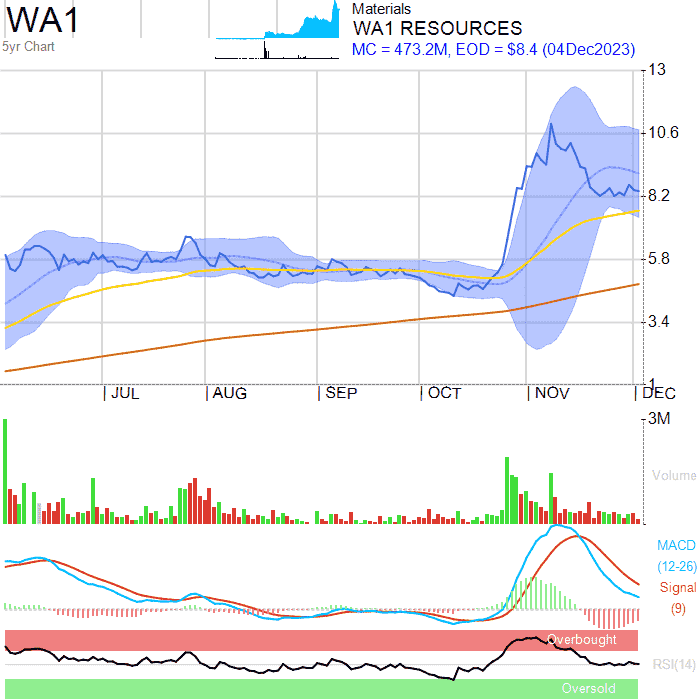 WA1
5yr Chart
Materials
WA1 RESOURCES
MC = 473.2M, EOD = $8.4 (04Dec2023)
13
10.6
8.2
5.8
3.4
1
JUL AUG SEP OCT NOV DEC
3M
Volume
MACD
(12-26)
Signal
(9)
Overbought
RSI(14)
Oversold